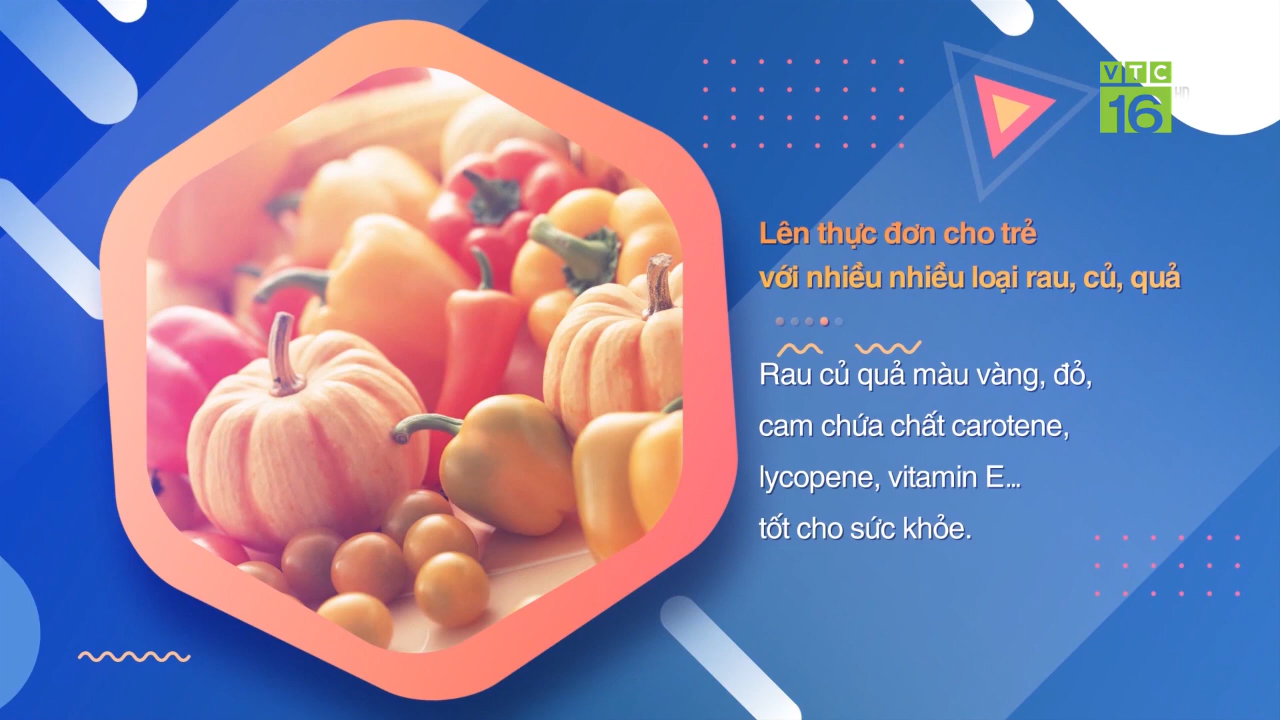 VTC
16
HD
Lên thực đơn cho trẻ
với nhiều nhiều loại rau, củ, quả
Rau củ quả màu vàng, đỏ,
cam chứa chất carotene,
lycopene, vitamin E...
tốt cho sức khỏe.